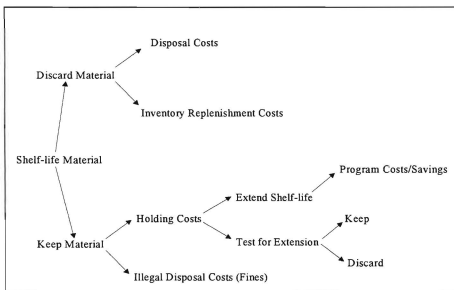 Disposal Costs
Discard Material
Inventory Replenishment Costs
Shelf-life Material
Program Costs/Savings
Extend Shelf-life
Holding Costs
Keep
Keep Material
Test for Extension
Discard
Illegal Disposal Costs (Fines)